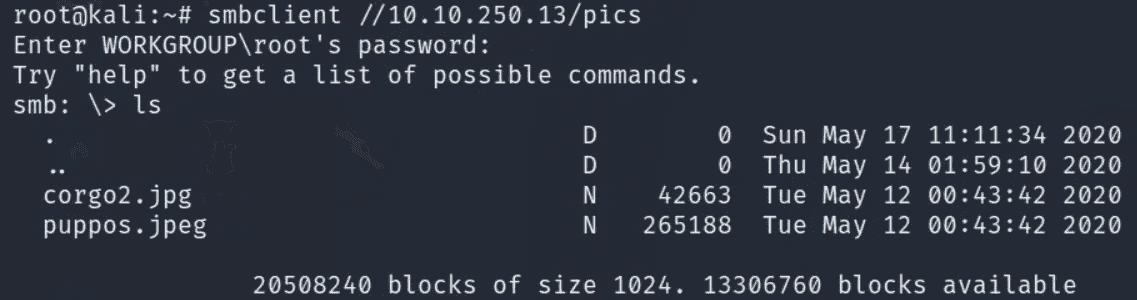 root@kali:~# smbclient //10.10.250.13/pics
Enter WORKGROUP\root's password:
Try "help" to get a list of possible commands.
smb: \> ls
  .                                   D        0  Sun May 17 11:11:34 2020
  ..                                  D        0  Thu May 14 01:59:10 2020
  corgo2.jpg                          N    42663  Tue May 12 00:43:42 2020
  puppos.jpeg                         N   265188  Tue May 12 00:43:42 2020
                20508240 blocks of size 1024. 13306760 blocks available